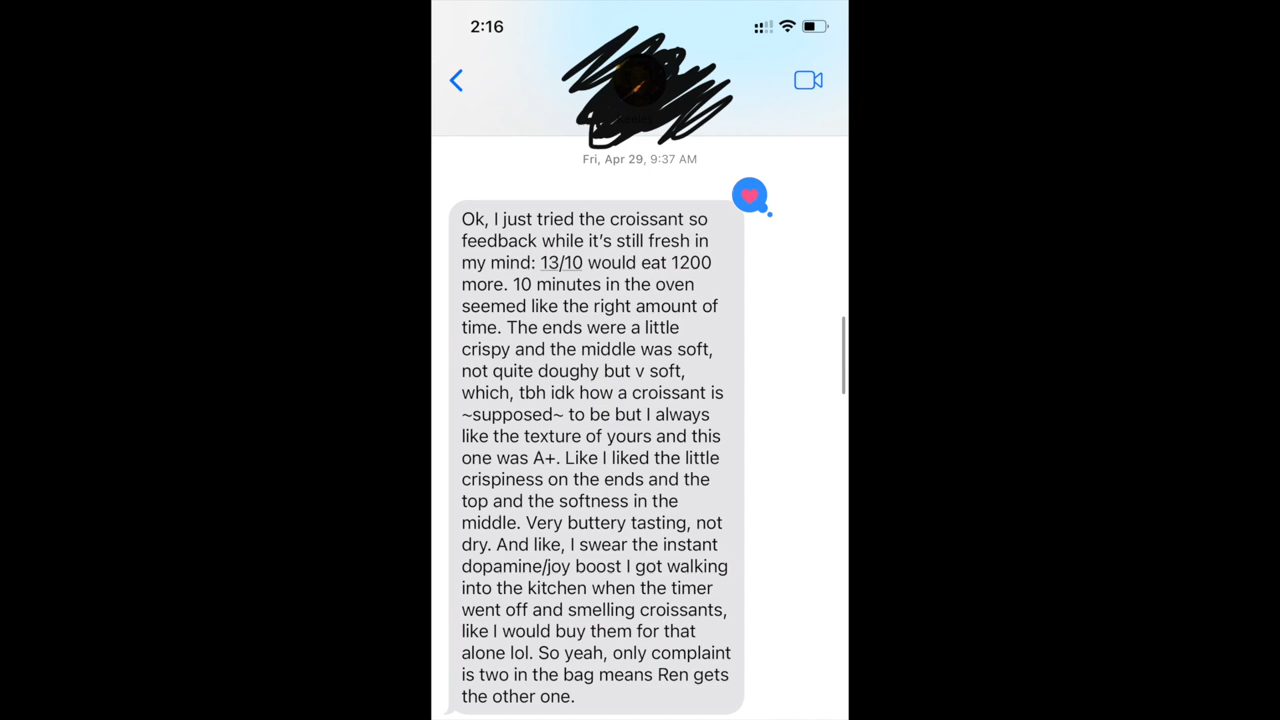 2:16
Fri, Apr 29, 9:37 AM
Ok, I just tried the croissant so
feedback while it’s still fresh in
my mind: 13/10 would eat 1200
more. 10 minutes in the oven
seemed like the right amount of
time. The ends were a little
crispy and the middle was soft,
not quite doughy but v soft,
which, tbh idk how a croissant is
~supposed~ to be but I always
like the texture of yours and this
one was A+. Like I liked the little
crispiness on the ends and the
top and the softness in the
middle. Very buttery tasting, not
dry. And like, I swear the instant
dopamine/joy boost I got walking
into the kitchen when the timer
went off and smelling croissants,
like I would buy them for that
alone lol. So yeah, only complaint
is two in the bag means Ren gets
the other one.